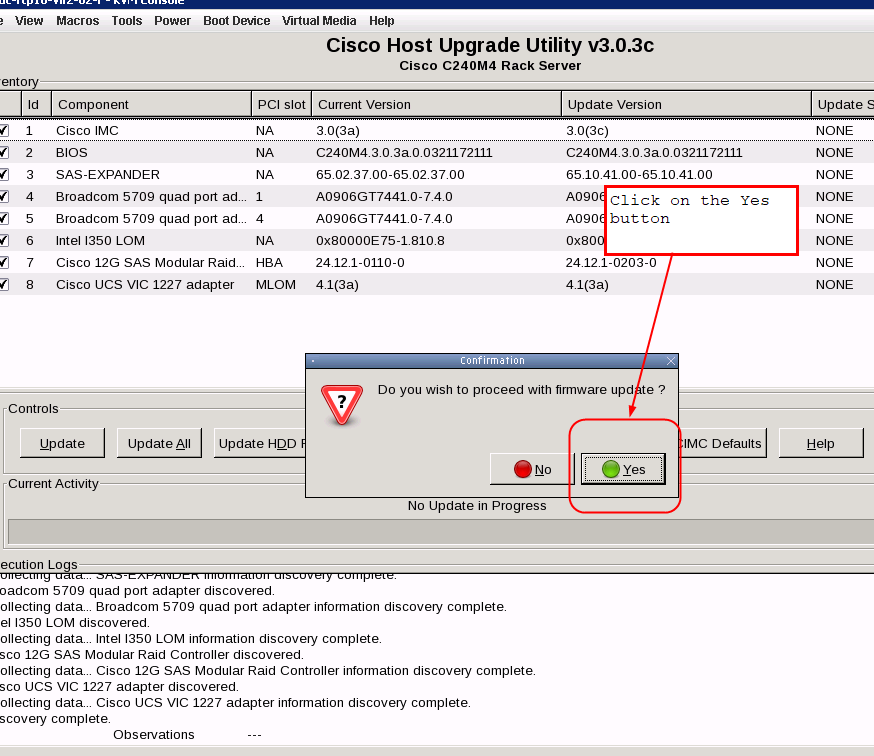 KVM Console
View Macros Tools Power Boot Device Virtual Media Help
Cisco Host Upgrade Utility v3.0.3c
Cisco C240M4 Rack Server
entory
Id Component PCI slot Current Version Update Version Update S
1 Cisco IMC NA 3.0(3a) 3.0(3c) NONE
2 BIOS NA C240M4.3.0.3a.0.0321172111 C240M4.3.0.3a.0.0321172111 NONE
3 SAS-EXPANDER NA 65.02.37.00-65.02.37.00 65.10.41.00-65.10.41.00 NONE
4 Broadcom 5709 quad port ad... 1 A0906GT7441.0-7.4.0 A0906 NONE
5 Broadcom 5709 quad port ad... 4 A0906GT7441.0-7.4.0 A0906 NONE
6 Intel I350 LOM NA 0x80000E75-1.810.8 0x800 NONE
7 Cisco 12G SAS Modular Raid... HBA 24.12.1-0110-0 24.12.1-0203-0 NONE
8 Cisco UCS VIC 1227 adapter MLOM 4.1(3a) 4.1(3a) NONE
Click on the Yes
button
Confirmation
Do you wish to proceed with firmware update ?
No Yes
Controls
Update Update All Update HDD F CIMC Defaults Help
Current Activity
No Update in Progress
ecution Logs
ollecting data... SAS-EXPANDER information discovery complete.
oadcom 5709 quad port adapter discovered.
ollecting data... Broadcom 5709 quad port adapter information discovery complete.
el I350 LOM discovered.
ollecting data... Intel I350 LOM information discovery complete.
sco 12G SAS Modular Raid Controller discovered.
ollecting data... Cisco 12G SAS Modular Raid Controller information discovery complete.
sco UCS VIC 1227 adapter discovered.
ollecting data... Cisco UCS VIC 1227 adapter information discovery complete.
scovery complete.
Observations ---